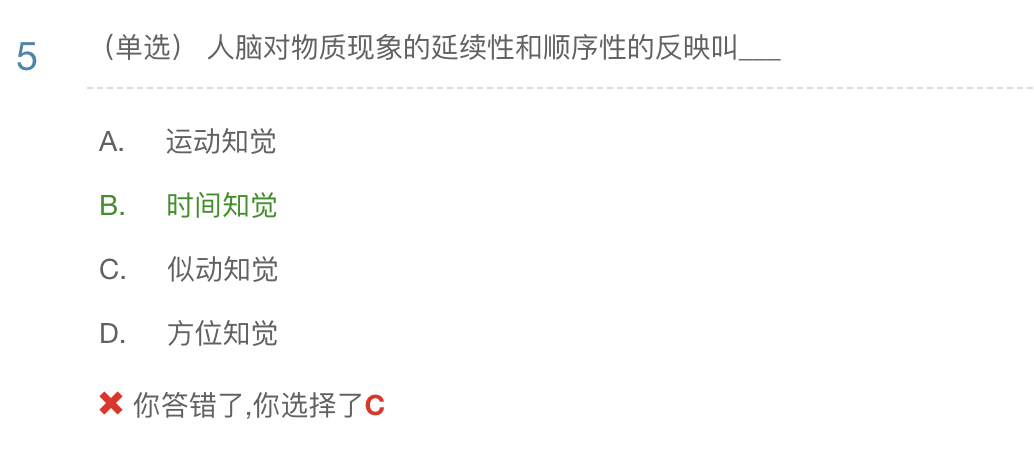 5 （单选） 人脑对物质现象的延续性和顺序性的反映叫___
A. 运动知觉
B. 时间知觉
C. 似动知觉
D. 方位知觉
✖ 你答错了,你选择了C